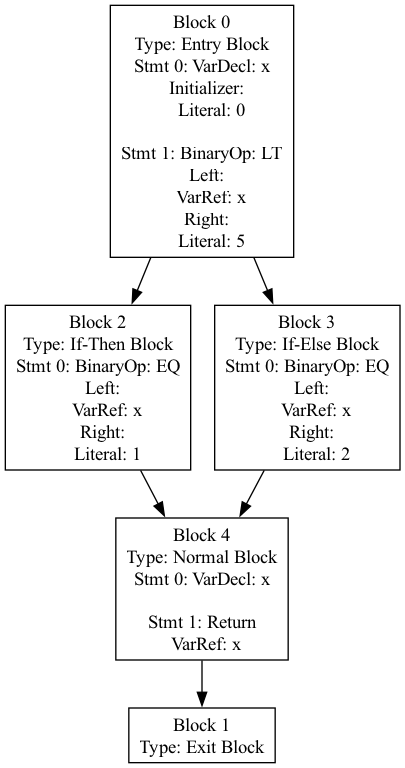 Block 0
Type: Entry Block
Stmt 0: VarDecl: x
Initializer:
Literal: 0
Stmt 1: BinaryOp: LT
Left:
VarRef: x
Right:
Literal: 5
Block 2
Type: If-Then Block
Stmt 0: BinaryOp: EQ
Left:
VarRef: x
Right:
Literal: 1
Block 3
Type: If-Else Block
Stmt 0: BinaryOp: EQ
Left:
VarRef: x
Right:
Literal: 2
Block 4
Type: Normal Block
Stmt 0: VarDecl: x
Stmt 1: Return
VarRef: x
Block 1
Type: Exit Block